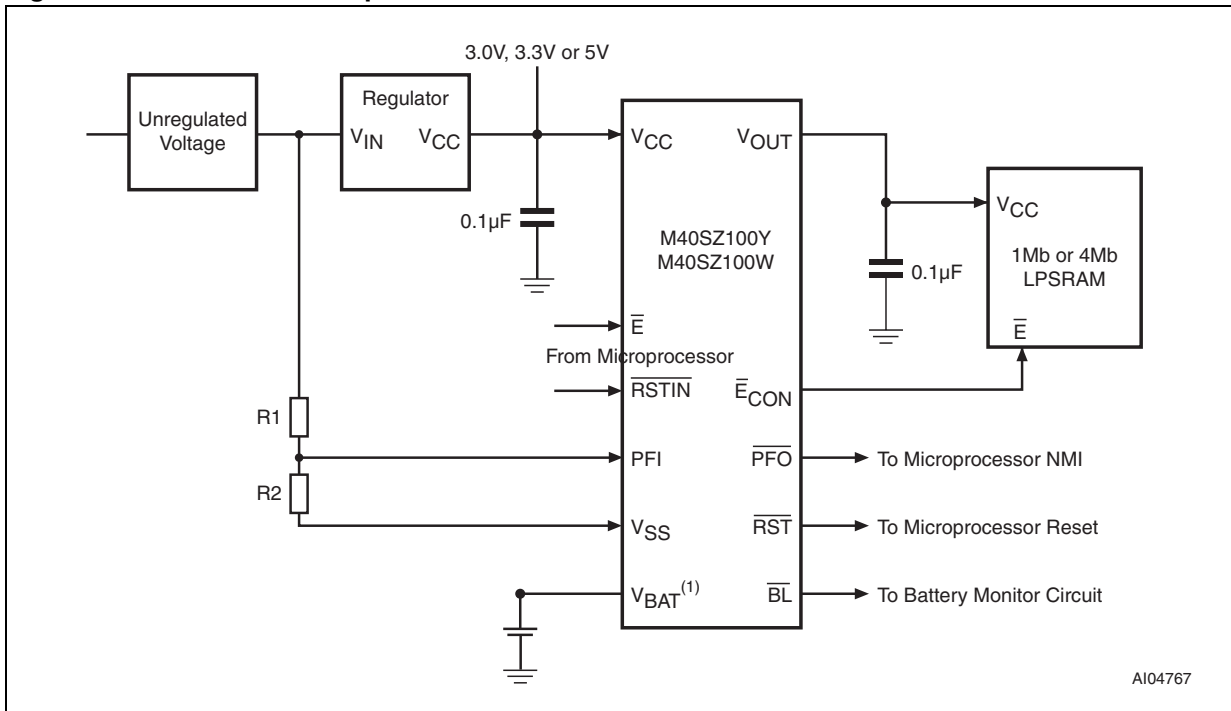 3.0V, 3.3V or 5V
Unregulated
Voltage
Regulator
VIN
VCC
VCC
VOUT
0.1µF
M40SZ100Y
M40SZ100W
0.1µF
VCC
1Mb or 4Mb
LPSRAM
E
E
From Microprocessor
RSTIN
ECON
R1
PFI
PFO
To Microprocessor NMI
R2
VSS
RST
To Microprocessor Reset
VBAT(1)
BL
To Battery Monitor Circuit
AI04767